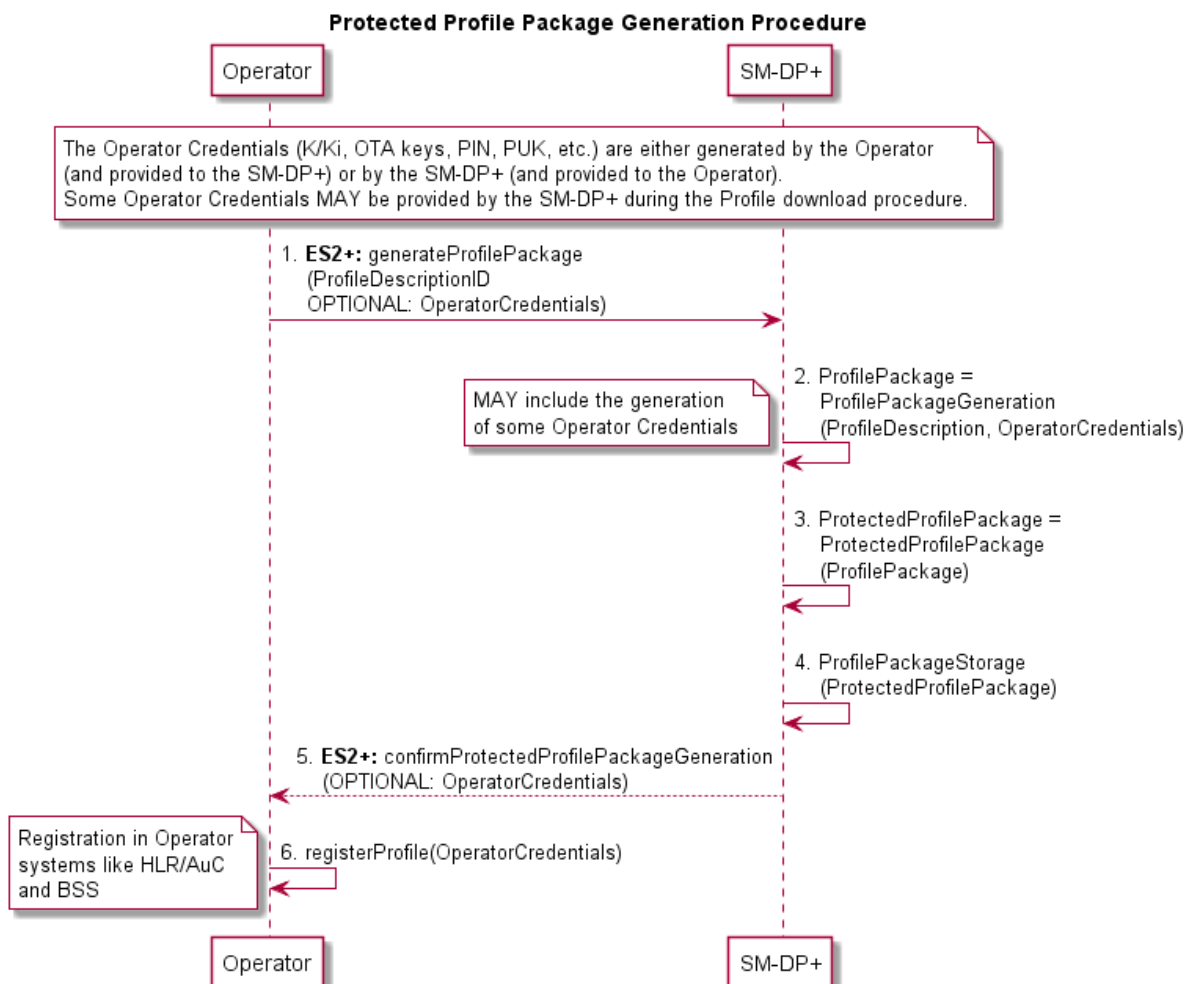 Protected Profile Package Generation Procedure
Operator
SM-DP+
The Operator Credentials (K/Ki, OTA keys, PIN, PUK, etc.) are either generated by the Operator
(and provided to the SM-DP+) or by the SM-DP+ (and provided to the Operator).
Some Operator Credentials MAY be provided by the SM-DP+ during the Profile download procedure.
1. ES2+: generateProfilePackage
(ProfileDescriptionID
OPTIONAL: OperatorCredentials)
MAY include the generation
of some Operator Credentials
2. ProfilePackage =
ProfilePackageGeneration
(ProfileDescription, OperatorCredentials)
3. ProtectedProfilePackage =
ProtectedProfilePackage
(ProfilePackage)
4. ProfilePackageStorage
(ProtectedProfilePackage)
5. ES2+: confirmProtectedProfilePackageGeneration
(OPTIONAL: OperatorCredentials)
Registration in Operator
systems like HLR/AuC
and BSS
6. registerProfile(OperatorCredentials)
Operator
SM-DP+